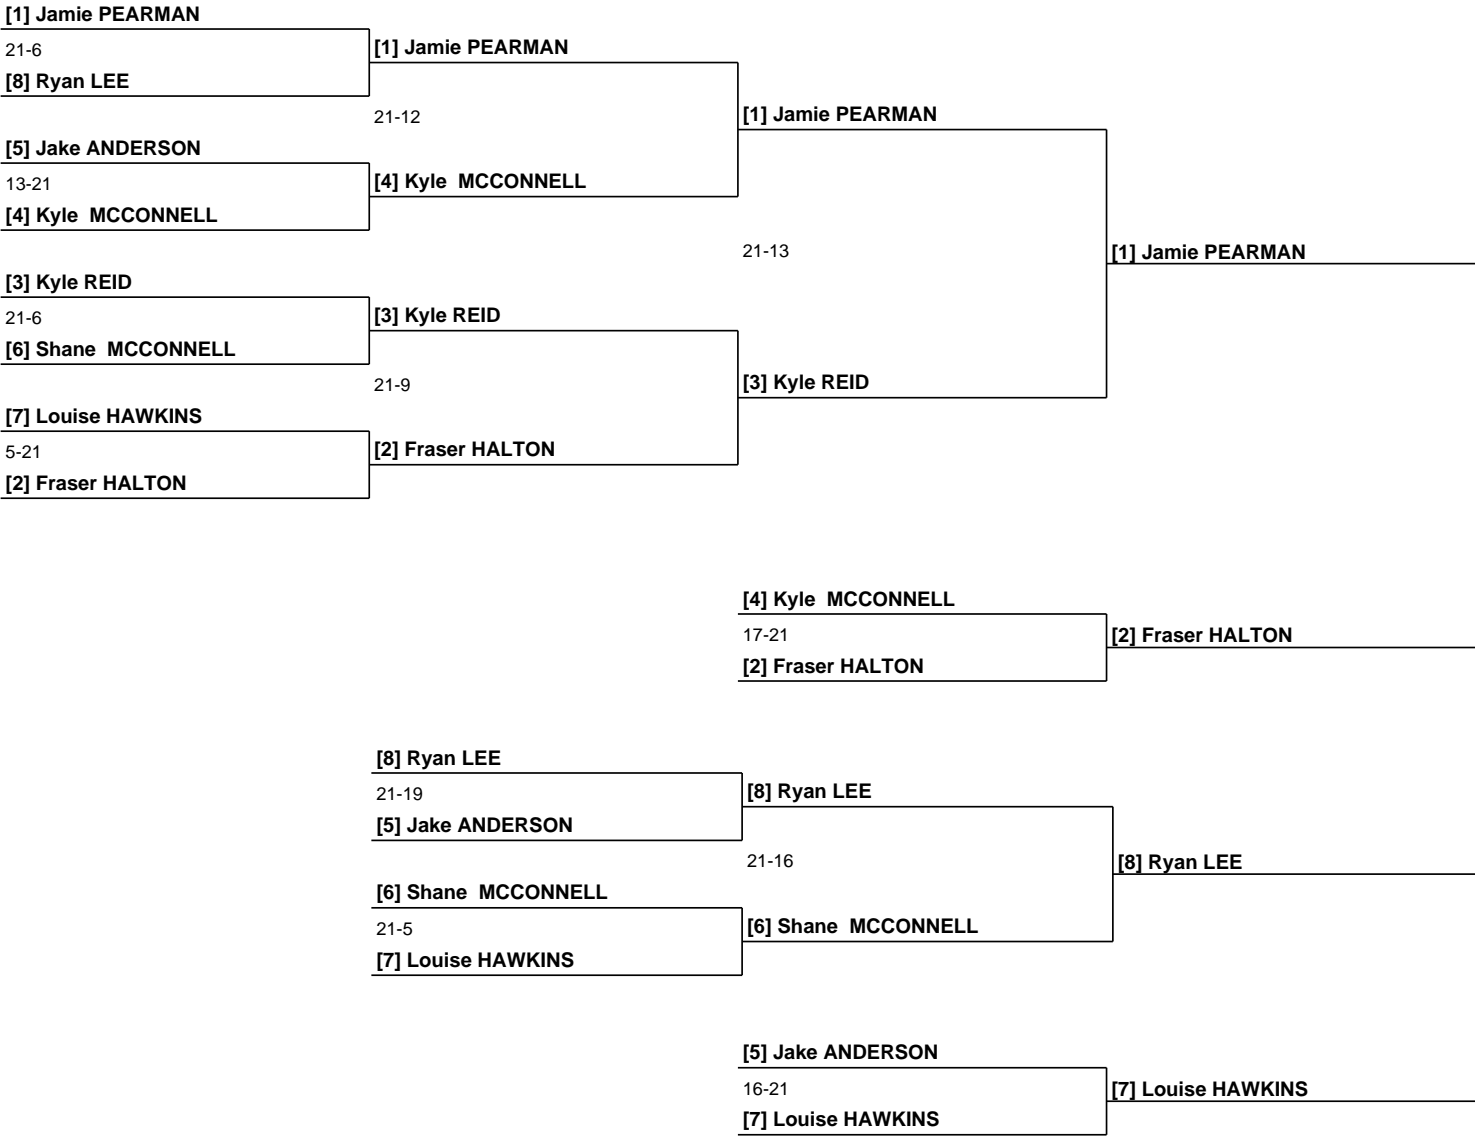 [1] Jamie PEARMAN
21-6
[8] Ryan LEE
[5] Jake ANDERSON
13-21
[4] Kyle  MCCONNELL
[3] Kyle REID
21-6
[6] Shane  MCCONNELL
[7] Louise HAWKINS
5-21
[2] Fraser HALTON
[1] Jamie PEARMAN
21-12
[4] Kyle  MCCONNELL
[3] Kyle REID
21-9
[2] Fraser HALTON
[1] Jamie PEARMAN
21-13
[3] Kyle REID
[1] Jamie PEARMAN
[4] Kyle  MCCONNELL
17-21
[2] Fraser HALTON
[2] Fraser HALTON
[8] Ryan LEE
21-19
[5] Jake ANDERSON
[6] Shane  MCCONNELL
21-5
[7] Louise HAWKINS
[8] Ryan LEE
21-16
[6] Shane  MCCONNELL
[8] Ryan LEE
[5] Jake ANDERSON
16-21
[7] Louise HAWKINS
[7] Louise HAWKINS